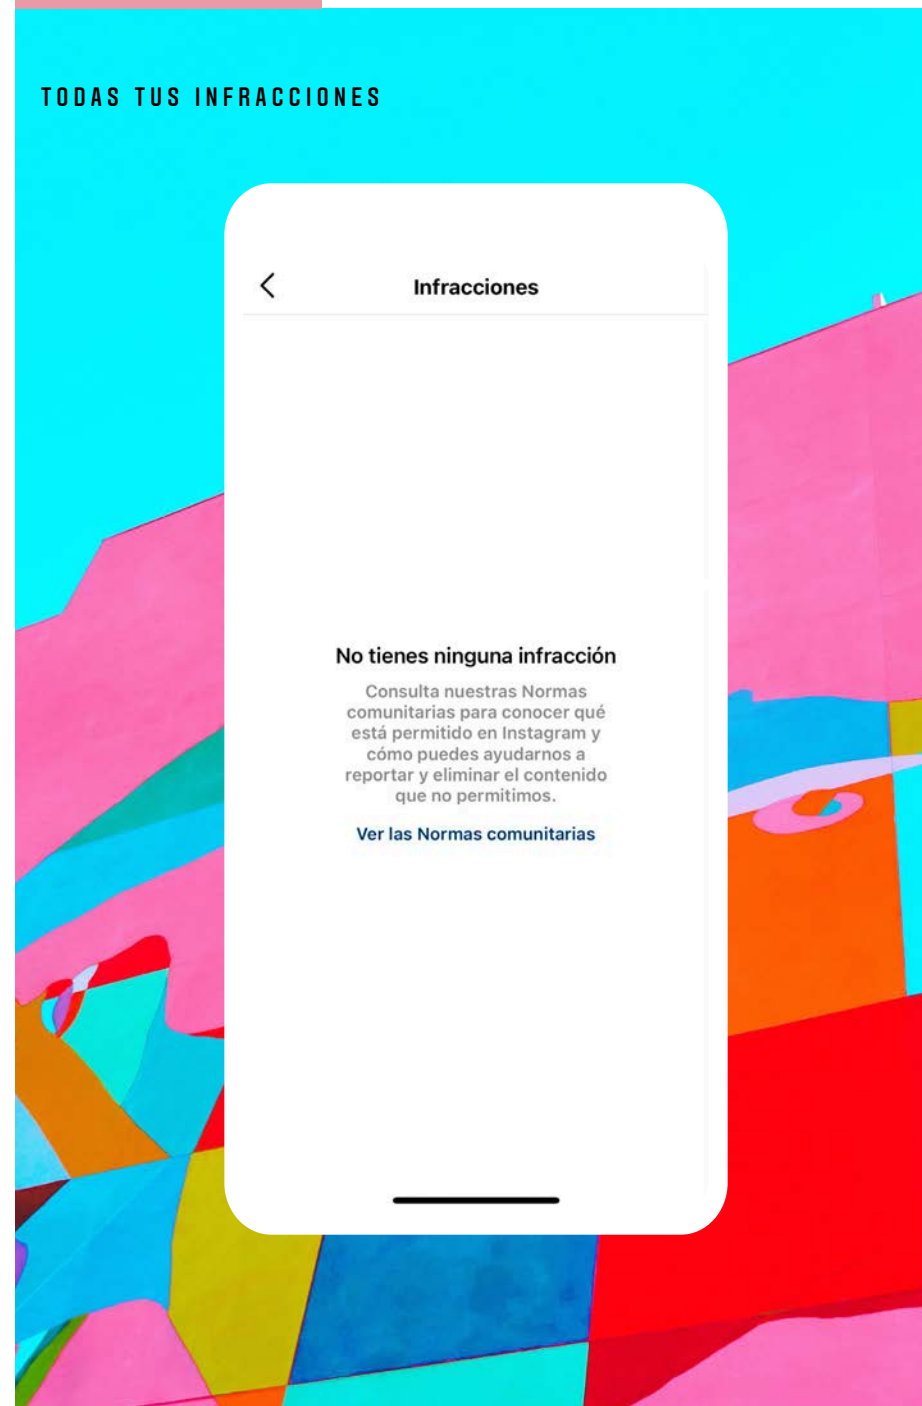 TODAS TUS INFRACCIONES
Infracciones
No tienes ninguna infracción
Consulta nuestras Normas
comunitarias para conocer qué
está permitido en Instagram y
cómo puedes ayudarnos a
reportar y eliminar el contenido
que no permitimos.
Ver las Normas comunitarias